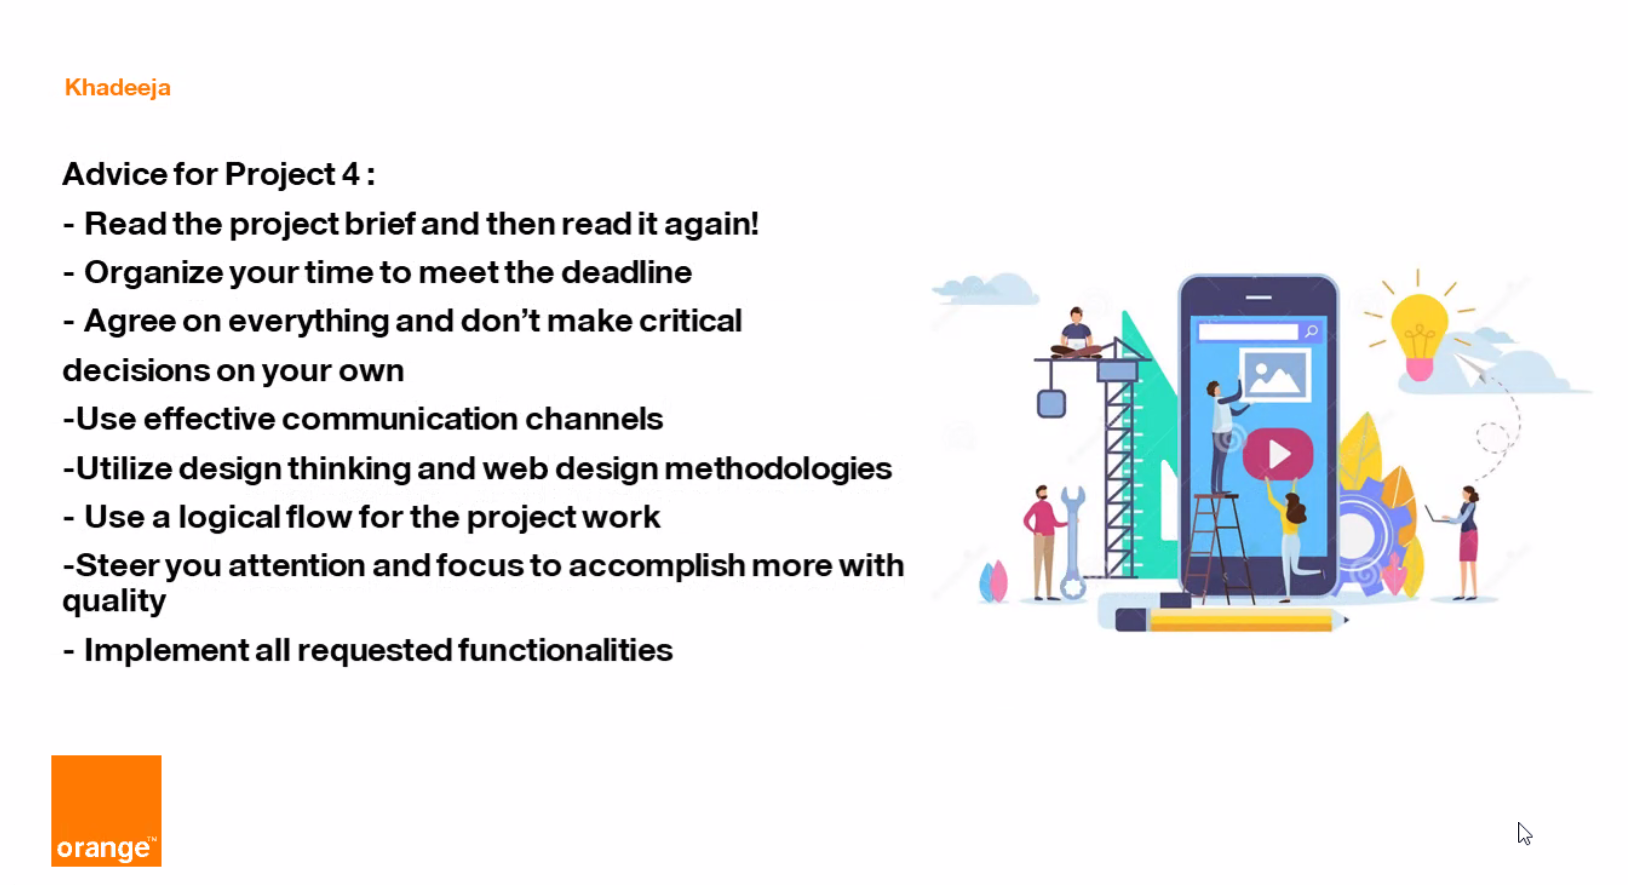 Khadeeja
Advice for Project 4 :
- Read the project brief and then read it again!
- Organize your time to meet the deadline
- Agree on everything and don’t make critical
decisions on your own
-Use effective communication channels
-Utilize design thinking and web design methodologies
- Use a logical flow for the project work
-Steer you attention and focus to accomplish more with
quality
- Implement all requested functionalities
orange™